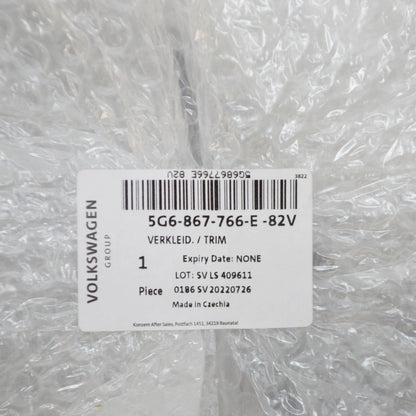 VOLKSWAGEN
GROUP
5G6867766E 82V
3822
5G6-867-766-E -82V
VERKLEID. / TRIM
1 Expiry Date: NONE
LOT: SV LS 409611
Piece 0186 SV 20220726
Made in Czechia
Konzern After Sales, Postfach 1451, 34219 Baunatal